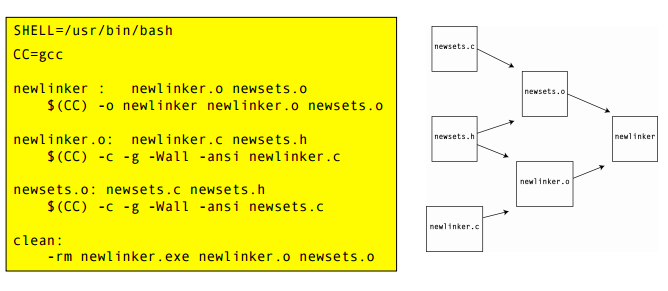 SHELL=/usr/bin/bash
CC=gcc
newlinker :   newlinker.o newsets.o
    $(CC) -o newlinker newlinker.o newsets.o
newlinker.o:  newlinker.c newsets.h
    $(CC) -c -g -Wall -ansi newlinker.c
newsets.o: newsets.c newsets.h
    $(CC) -c -g -Wall -ansi newsets.c
clean:
    -rm newlinker.exe newlinker.o newsets.o
newsets.c
newsets.o
newsets.h
newlinker
newlinker.o
newlinker.c